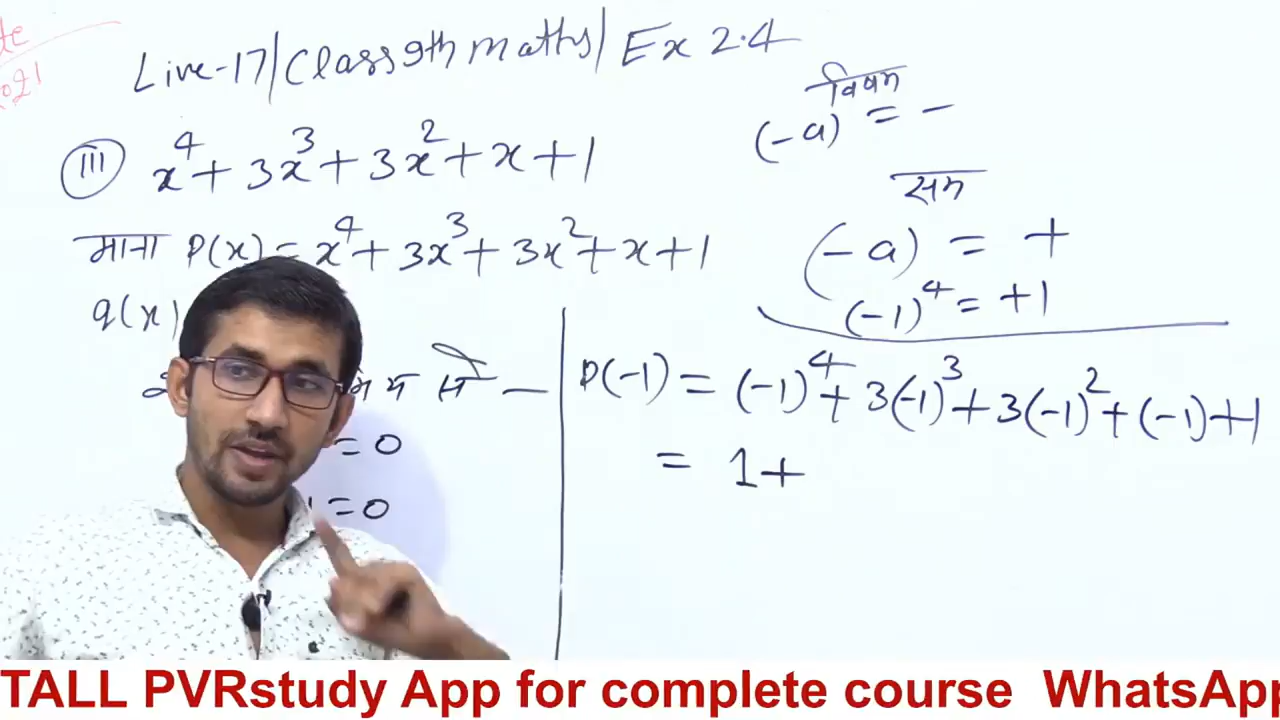 Live-17/Class 9th maths/ Ex 2.4
III x⁴ + 3x³ + 3x² + x + 1
माना P(x) = x⁴ + 3x³ + 3x² + x + 1
q(x)
= 0
= 0
विषम
(-a) = -
सम
(-a) = +
(-1)⁴ = +1
P(-1) = (-1)⁴ + 3(-1)³ + 3(-1)² + (-1) + 1
= 1 +
TALL PVRstudy App for complete course WhatsApp